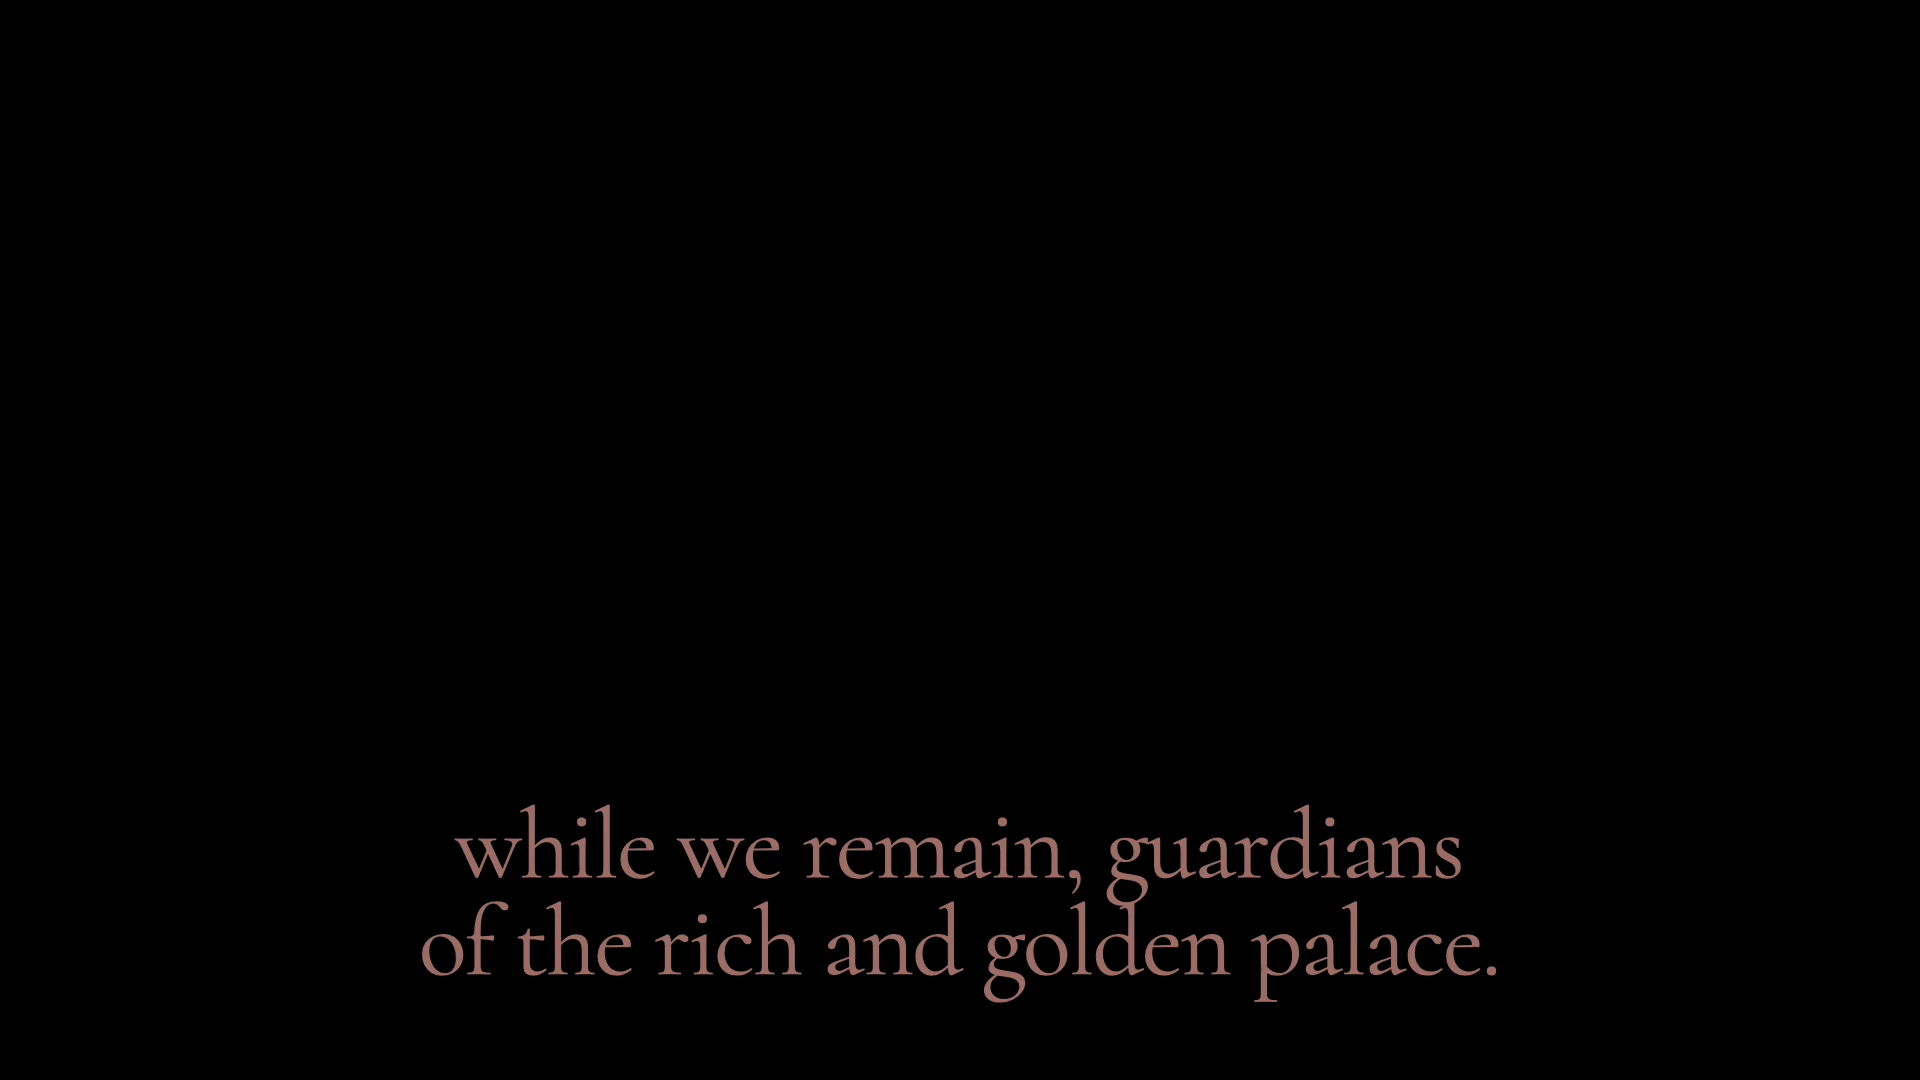 while we remain, guardians
of the rich and golden palace.